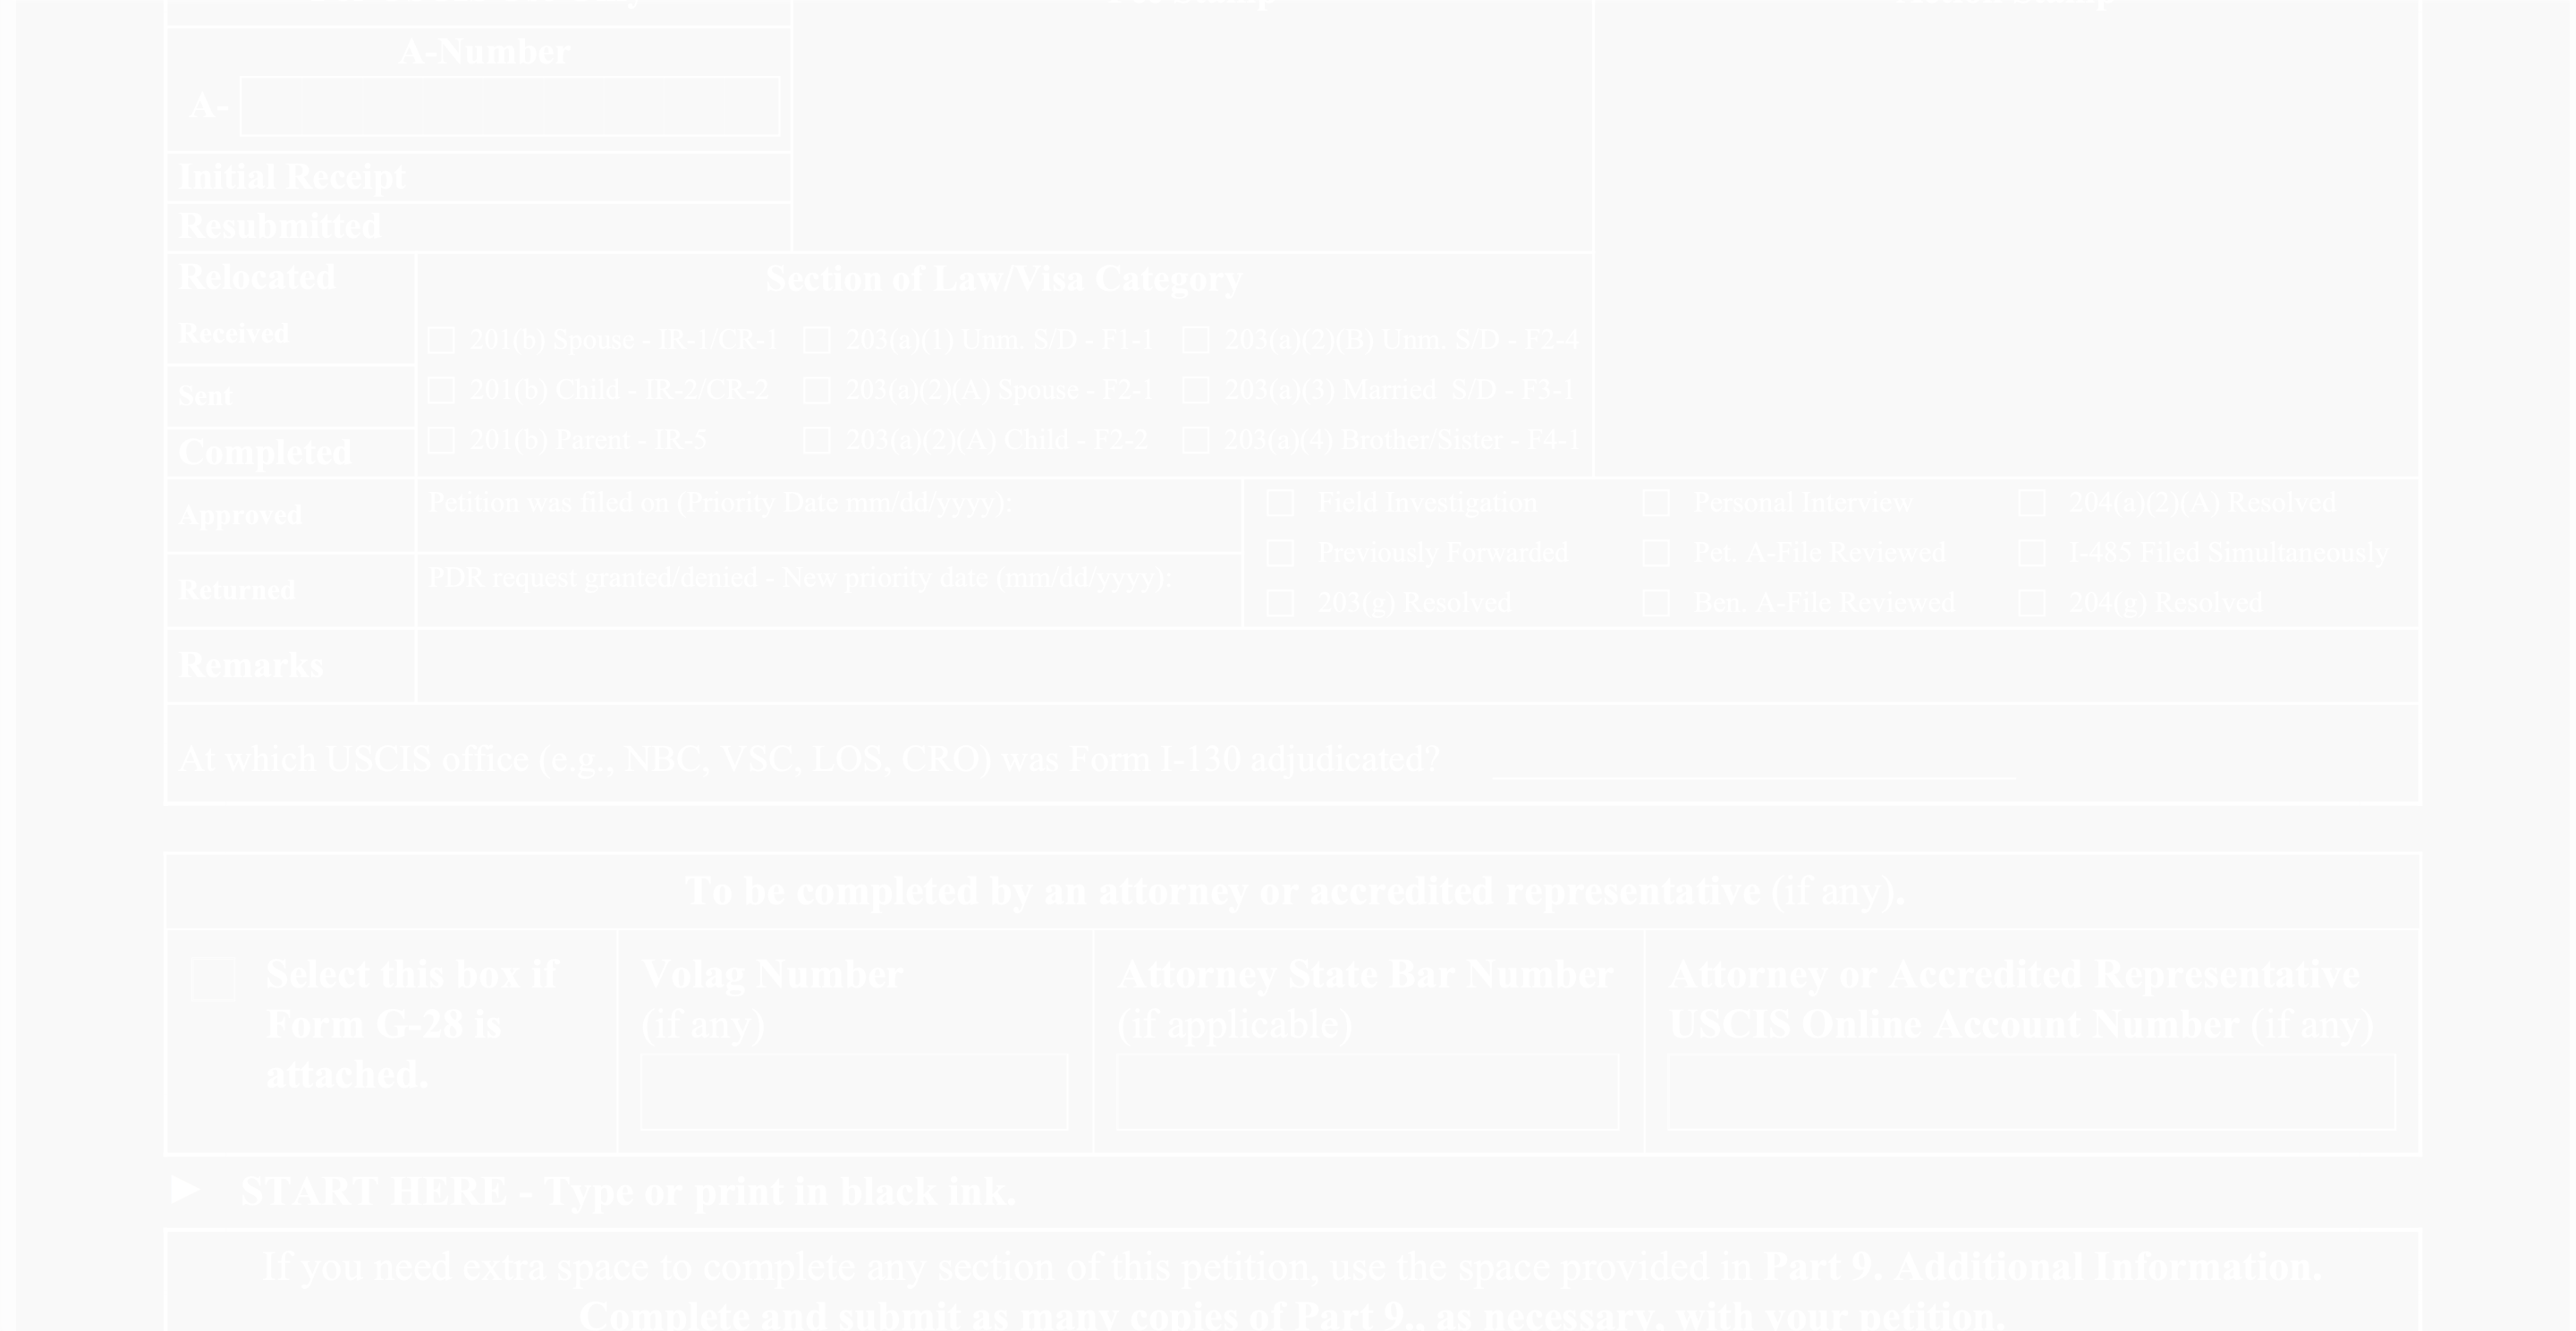 A-Number
A-
Initial Receipt
Resubmitted
Relocated
Received
Sent
Completed
Section of Law/Visa Category
201(b) Spouse - IR-1/CR-1 203(a)(1) Unm. S/D - F1-1 203(a)(2)(B) Unm. S/D - F2-4
201(b) Child - IR-2/CR-2 203(a)(2)(A) Spouse - F2-1 203(a)(3) Married S/D - F3-1
201(b) Parent - IR-5 203(a)(2)(A) Child - F2-2 203(a)(4) Brother/Sister - F4-1
Approved
Petition was filed on (Priority Date mm/dd/yyyy):
Returned
PDR request granted/denied - New priority date (mm/dd/yyyy):
Field Investigation Personal Interview 204(a)(2)(A) Resolved
Previously Forwarded Pet. A-File Reviewed I-485 Filed Simultaneously
203(g) Resolved Ben. A-File Reviewed 204(g) Resolved
Remarks
At which USCIS office (e.g., NBC, VSC, LOS, CRO) was Form I-130 adjudicated?
To be completed by an attorney or accredited representative (if any).
Select this box if
Form G-28 is
attached.
Volag Number
(if any)
Attorney State Bar Number
(if applicable)
Attorney or Accredited Representative
USCIS Online Account Number (if any)
► START HERE - Type or print in black ink.
If you need extra space to complete any section of this petition, use the space provided in Part 9. Additional Information.
Complete and submit as many copies of Part 9., as necessary, with your petition.